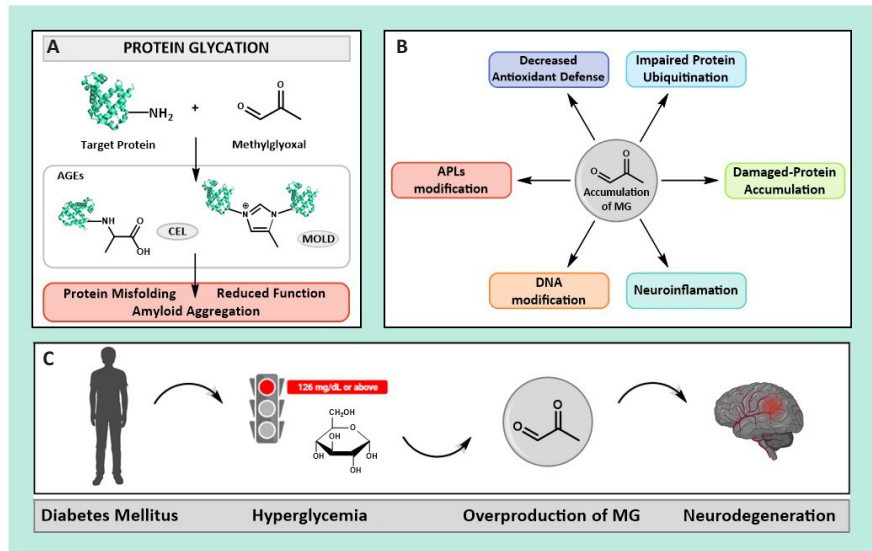 A
PROTEIN GLYCATION
NH2
+
O
O
Target Protein
Methylglyoxal
AGEs
NH
O
OH
CEL
N
⊕
N
MOLD
Protein Misfolding Reduced Function
Amyloid Aggregation
B
Decreased
Antioxidant Defense
Impaired Protein
Ubiquitination
APLs
modification
O
O
Accumulation
of MG
Damaged-Protein
Accumulation
DNA
modification
Neuroinflamation
C
126 mg/dL or above
CH2OH
O
OH
OH
OH
OH
O
O
Diabetes Mellitus
Hyperglycemia
Overproduction of MG
Neurodegeneration